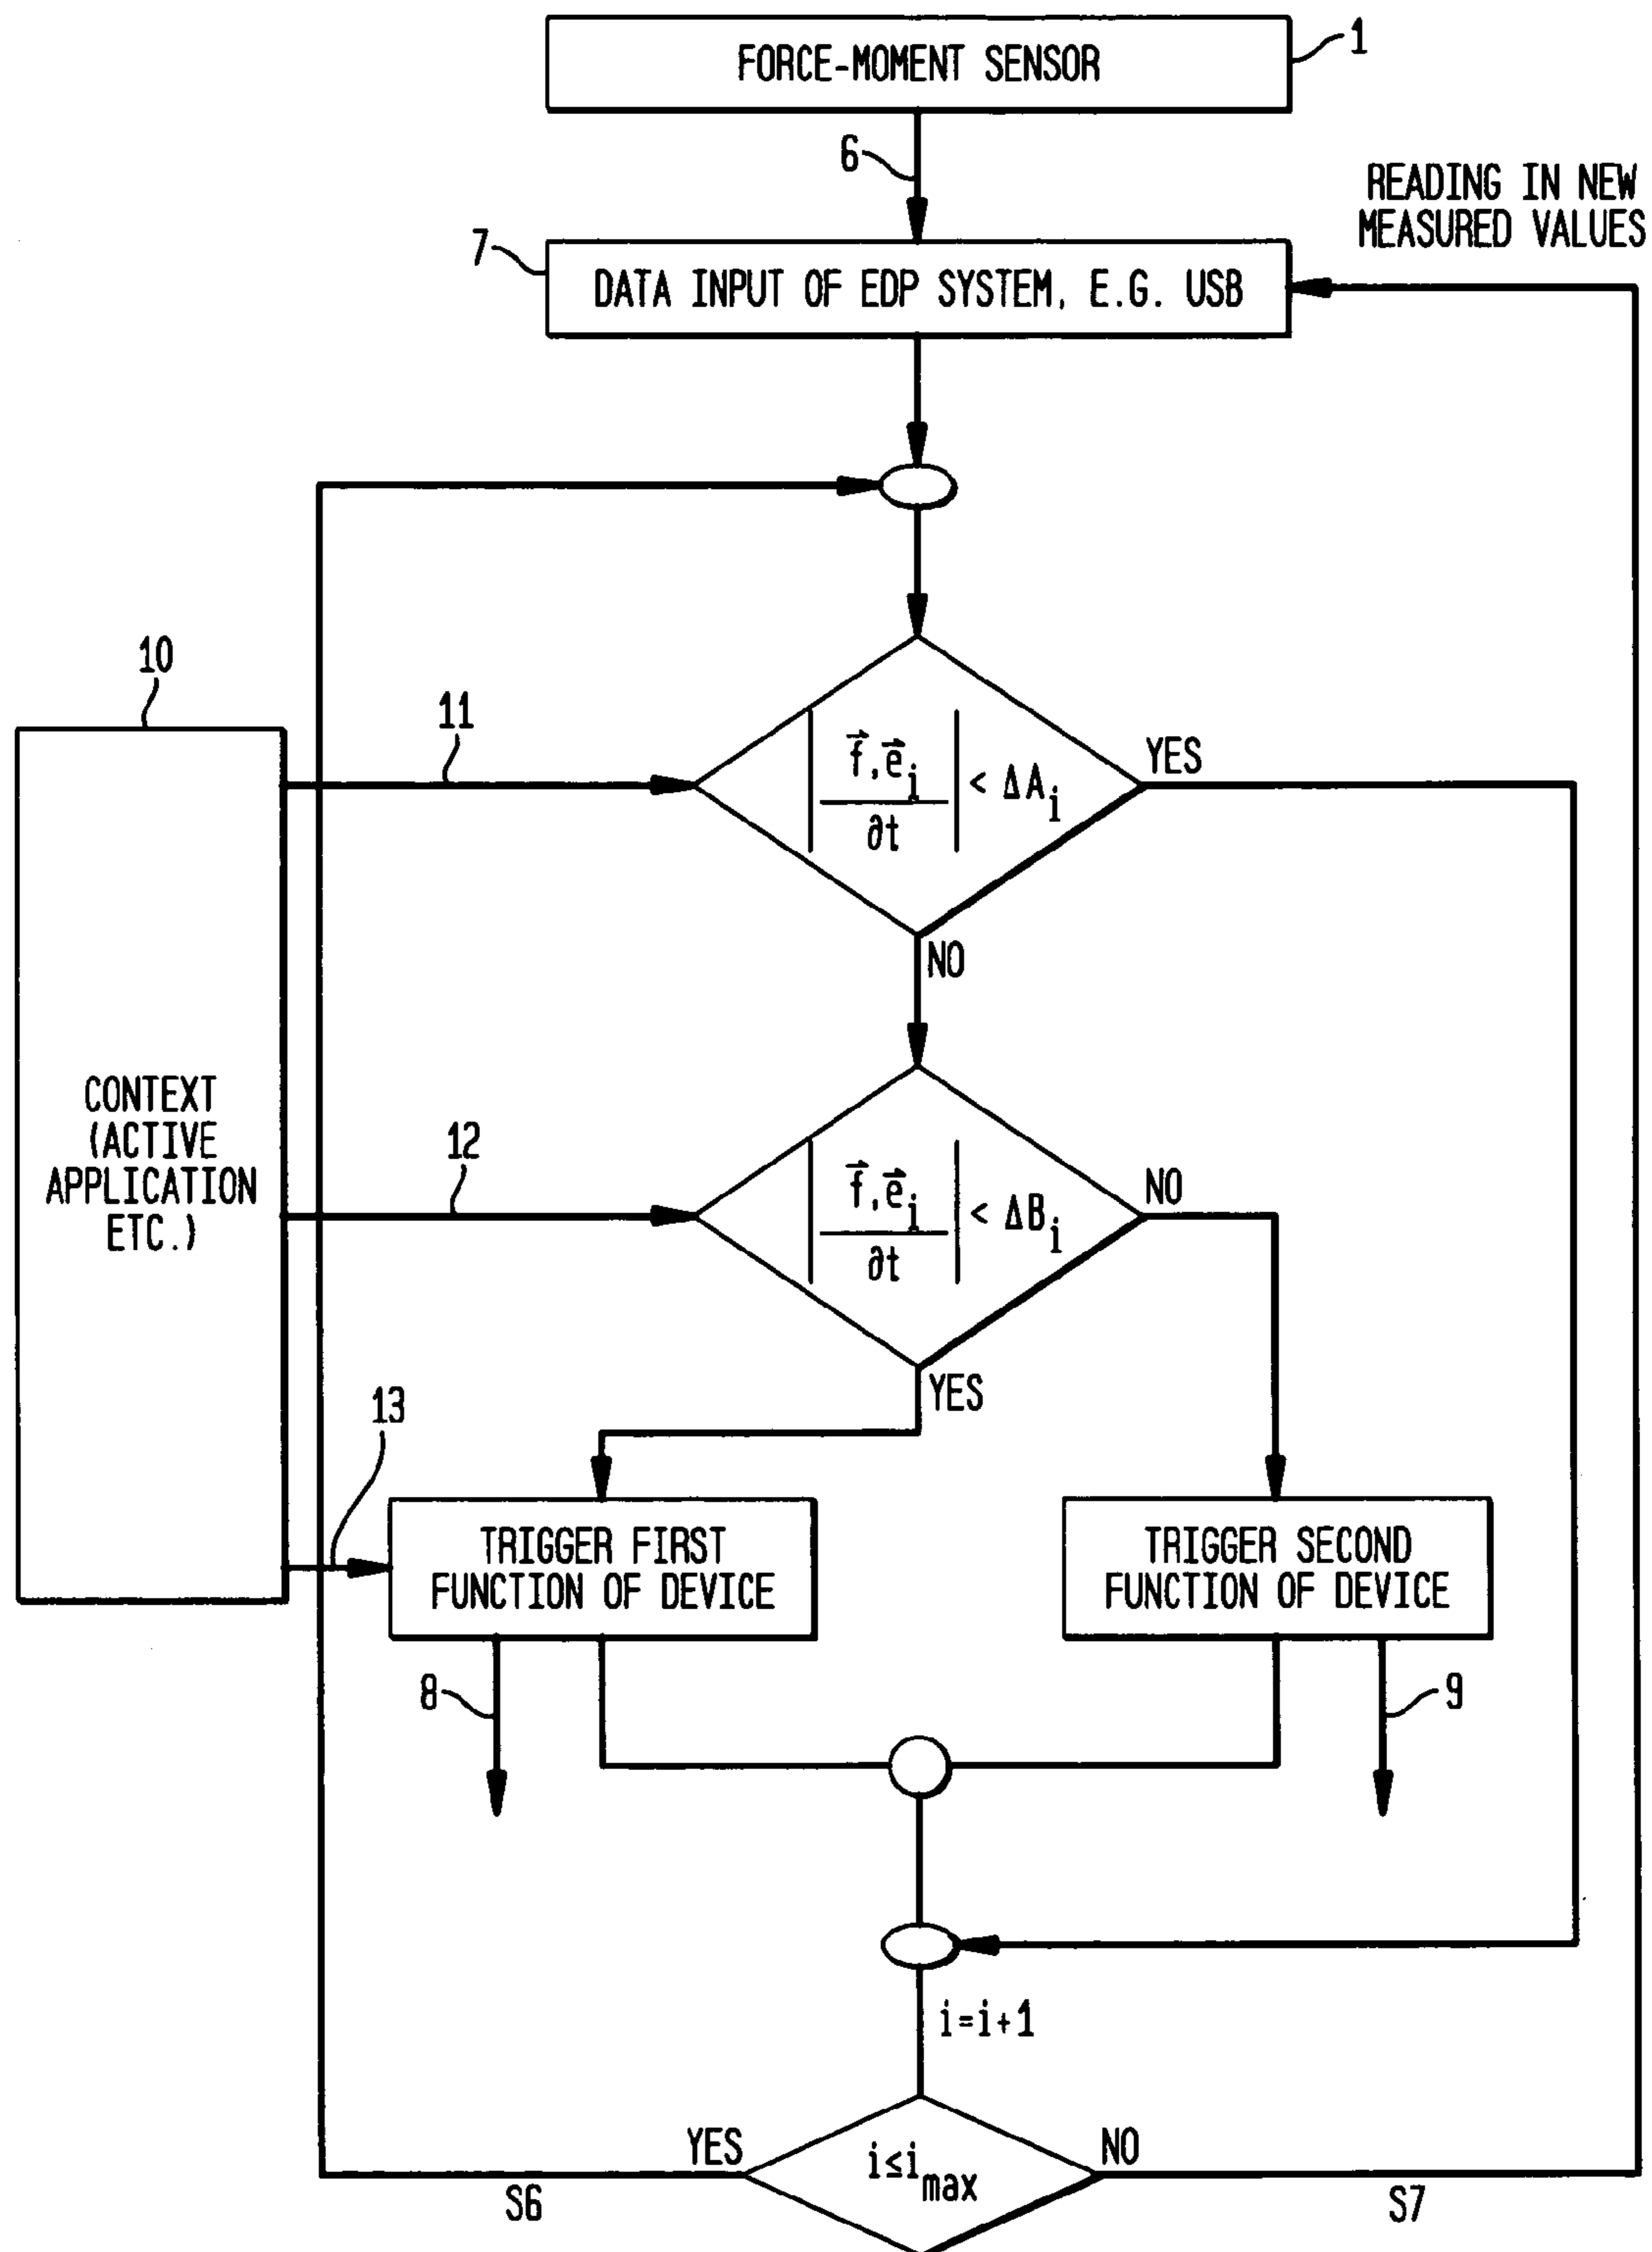 FORCE-MOMENT SENSOR
1
6
READING IN NEW
MEASURED VALUES
7
DATA INPUT OF EDP SYSTEM, E.G. USB
10
11
| f⃗,e⃗i / ∂t | < ΔAi
YES
NO
CONTEXT
(ACTIVE
APPLICATION
ETC.)
12
| f⃗,e⃗i / ∂t | < ΔBi
NO
YES
13
TRIGGER FIRST
FUNCTION OF DEVICE
TRIGGER SECOND
FUNCTION OF DEVICE
8
9
i=i+1
YES
i≤imax
NO
S6
S7